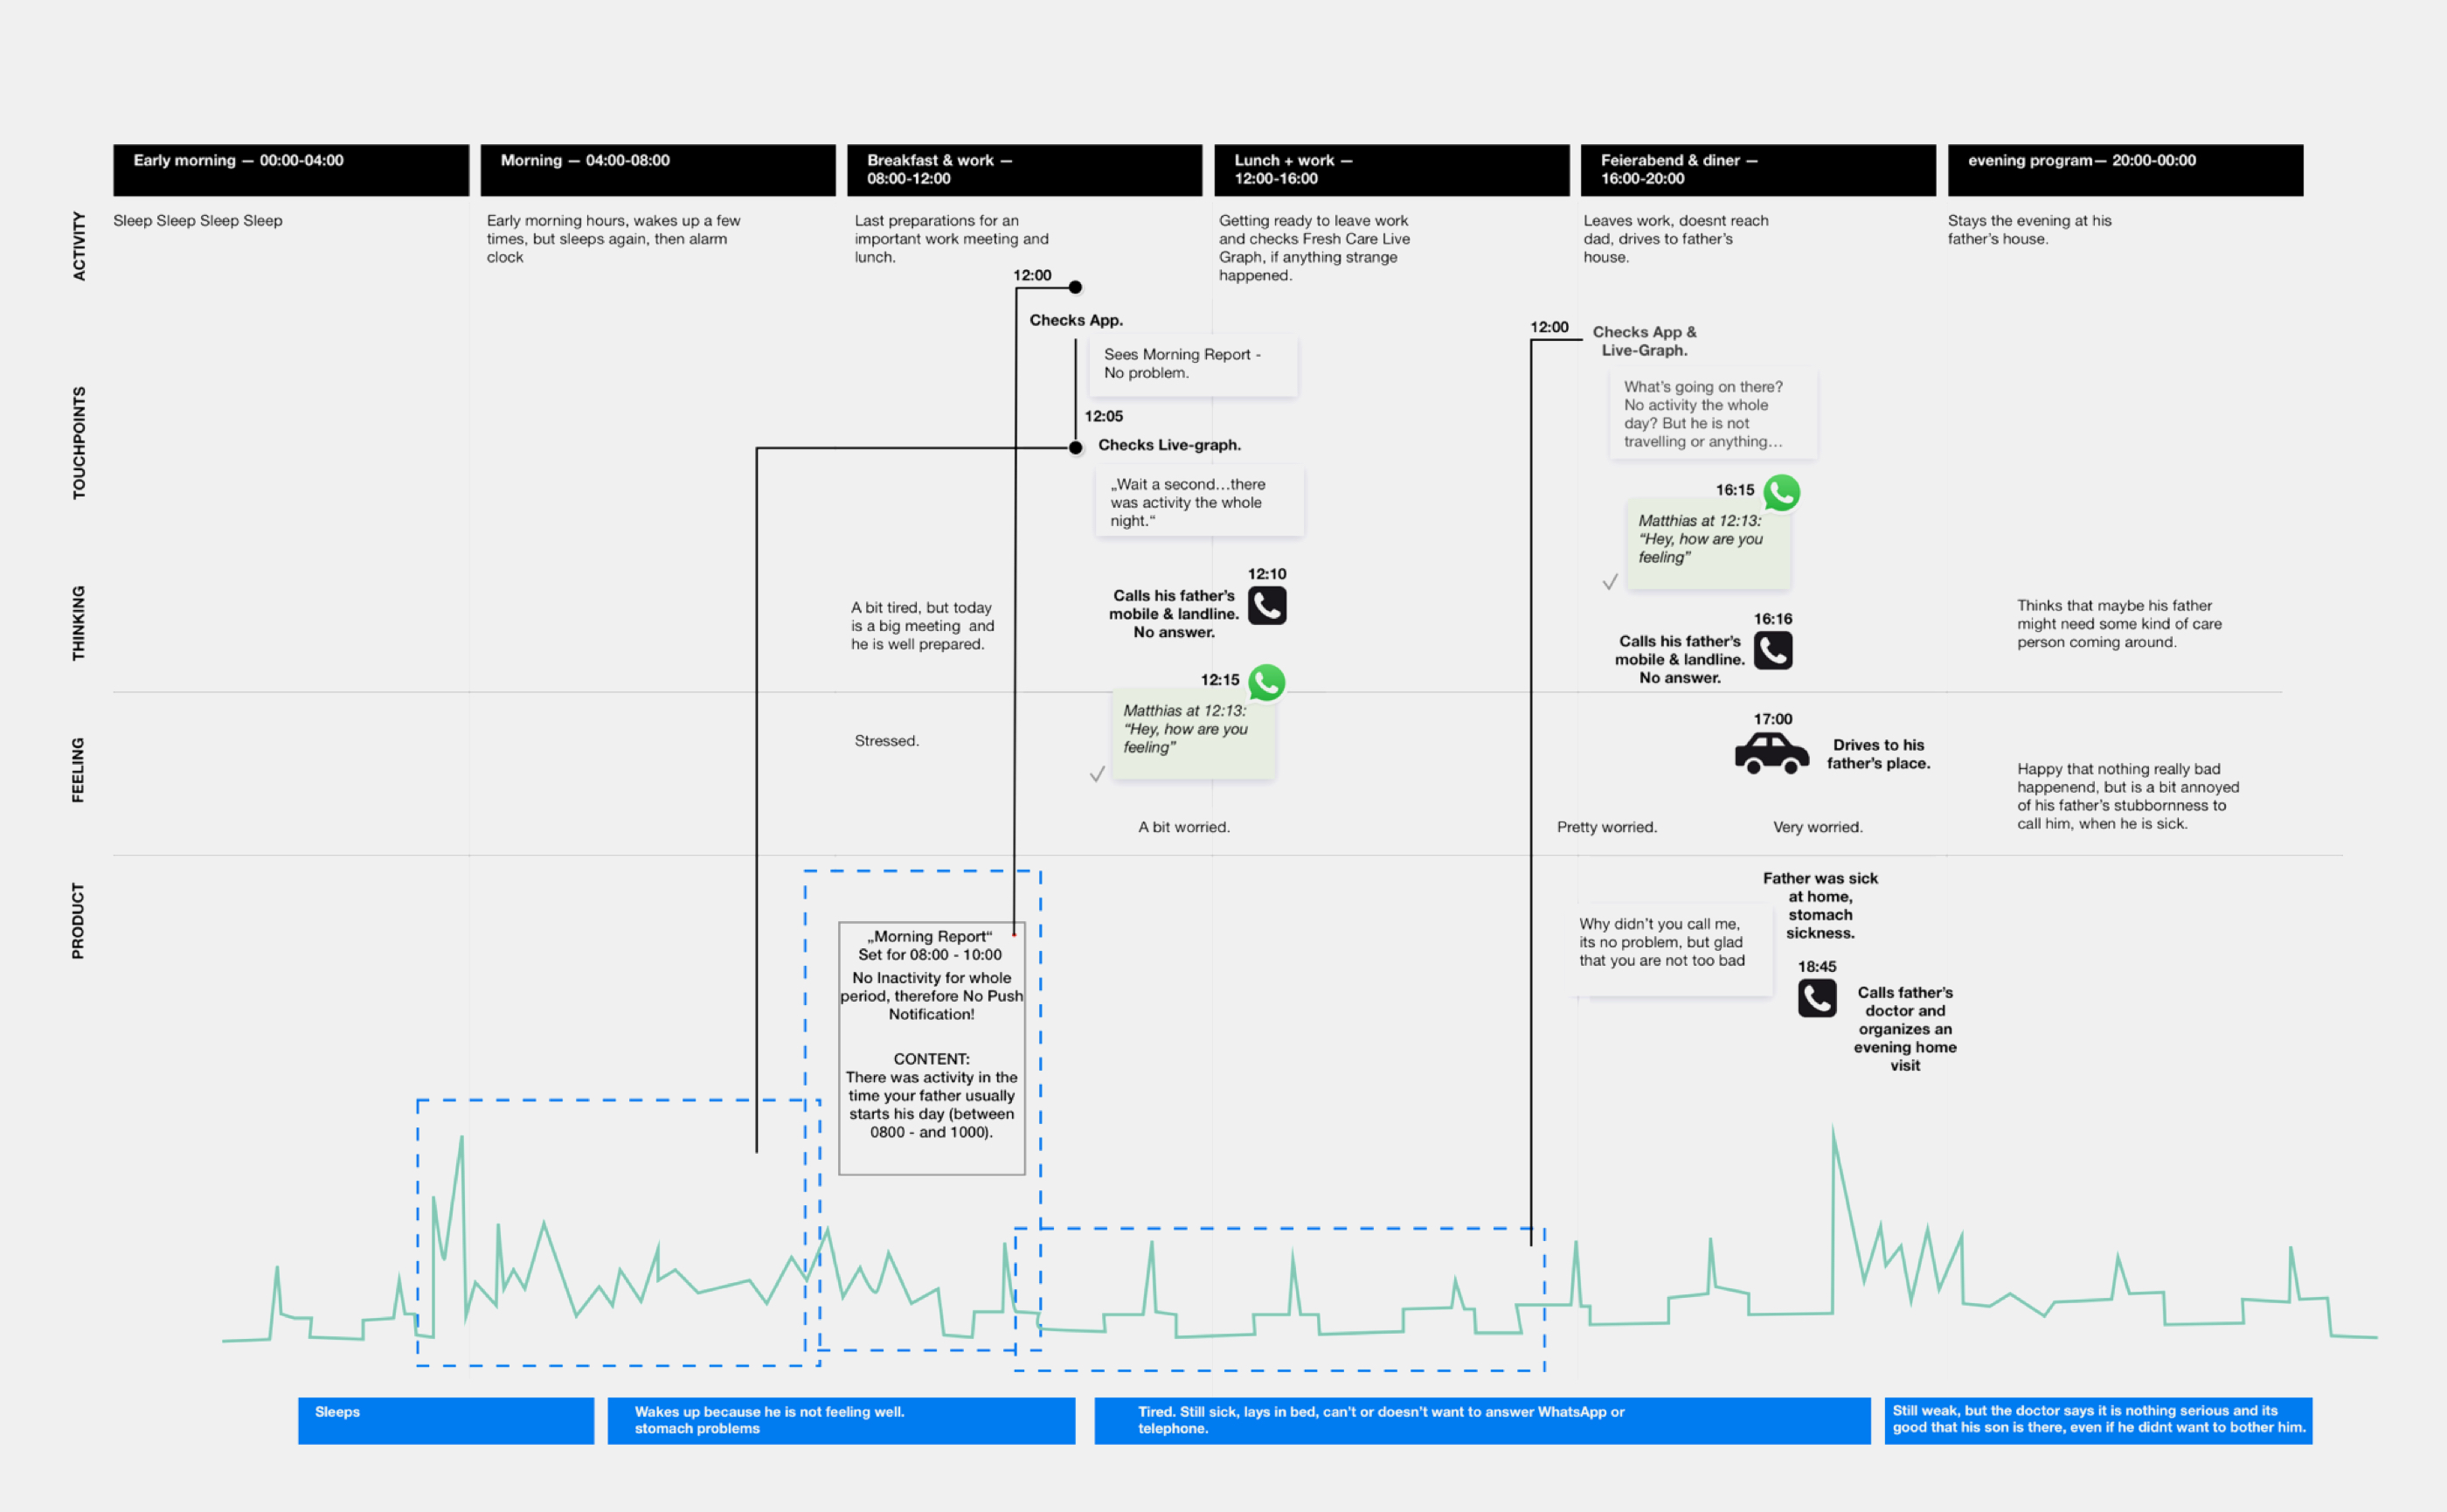 Early morning — 00:00-04:00
Morning — 04:00-08:00
Breakfast & work —
08:00-12:00
Lunch + work —
12:00-16:00
Feierabend & diner —
16:00-20:00
evening program— 20:00-00:00
ACTIVITY
Sleep Sleep Sleep Sleep
Early morning hours, wakes up a few
times, but sleeps again, then alarm
clock
Last preparations for an
important work meeting and
lunch.
Getting ready to leave work
and checks Fresh Care Live
Graph, if anything strange
happened.
Leaves work, doesnt reach
dad, drives to father’s
house.
Stays the evening at his
father’s house.
TOUCHPOINTS
12:00
Checks App.
Sees Morning Report -
No problem.
12:05
Checks Live-graph.
„Wait a second…there
was activity the whole
night.“
12:10
Calls his father’s
mobile & landline.
No answer.
12:15
Matthias at 12:13:
“Hey, how are you
feeling”
12:00
Checks App &
Live-Graph.
What’s going on there?
No activity the whole
day? But he is not
travelling or anything…
16:15
Matthias at 12:13:
“Hey, how are you
feeling”
16:16
Calls his father’s
mobile & landline.
No answer.
17:00
Drives to his
father’s place.
THINKING
A bit tired, but today
is a big meeting and
he is well prepared.
Thinks that maybe his father
might need some kind of care
person coming around.
FEELING
Stressed.
A bit worried.
Pretty worried.
Very worried.
Happy that nothing really bad
happenend, but is a bit annoyed
of his father’s stubbornness to
call him, when he is sick.
PRODUCT
„Morning Report“
Set for 08:00 - 10:00
No Inactivity for whole
period, therefore No Push
Notification!
CONTENT:
There was activity in the
time your father usually
starts his day (between
0800 - and 1000).
Father was sick
at home,
stomach
sickness.
Why didn’t you call me,
its no problem, but glad
that you are not too bad
18:45
Calls father’s
doctor and
organizes an
evening home
visit
Sleeps
Wakes up because he is not feeling well.
stomach problems
Tired. Still sick, lays in bed, can’t or doesn’t want to answer WhatsApp or
telephone.
Still weak, but the doctor says it is nothing serious and its
good that his son is there, even if he didnt want to bother him.